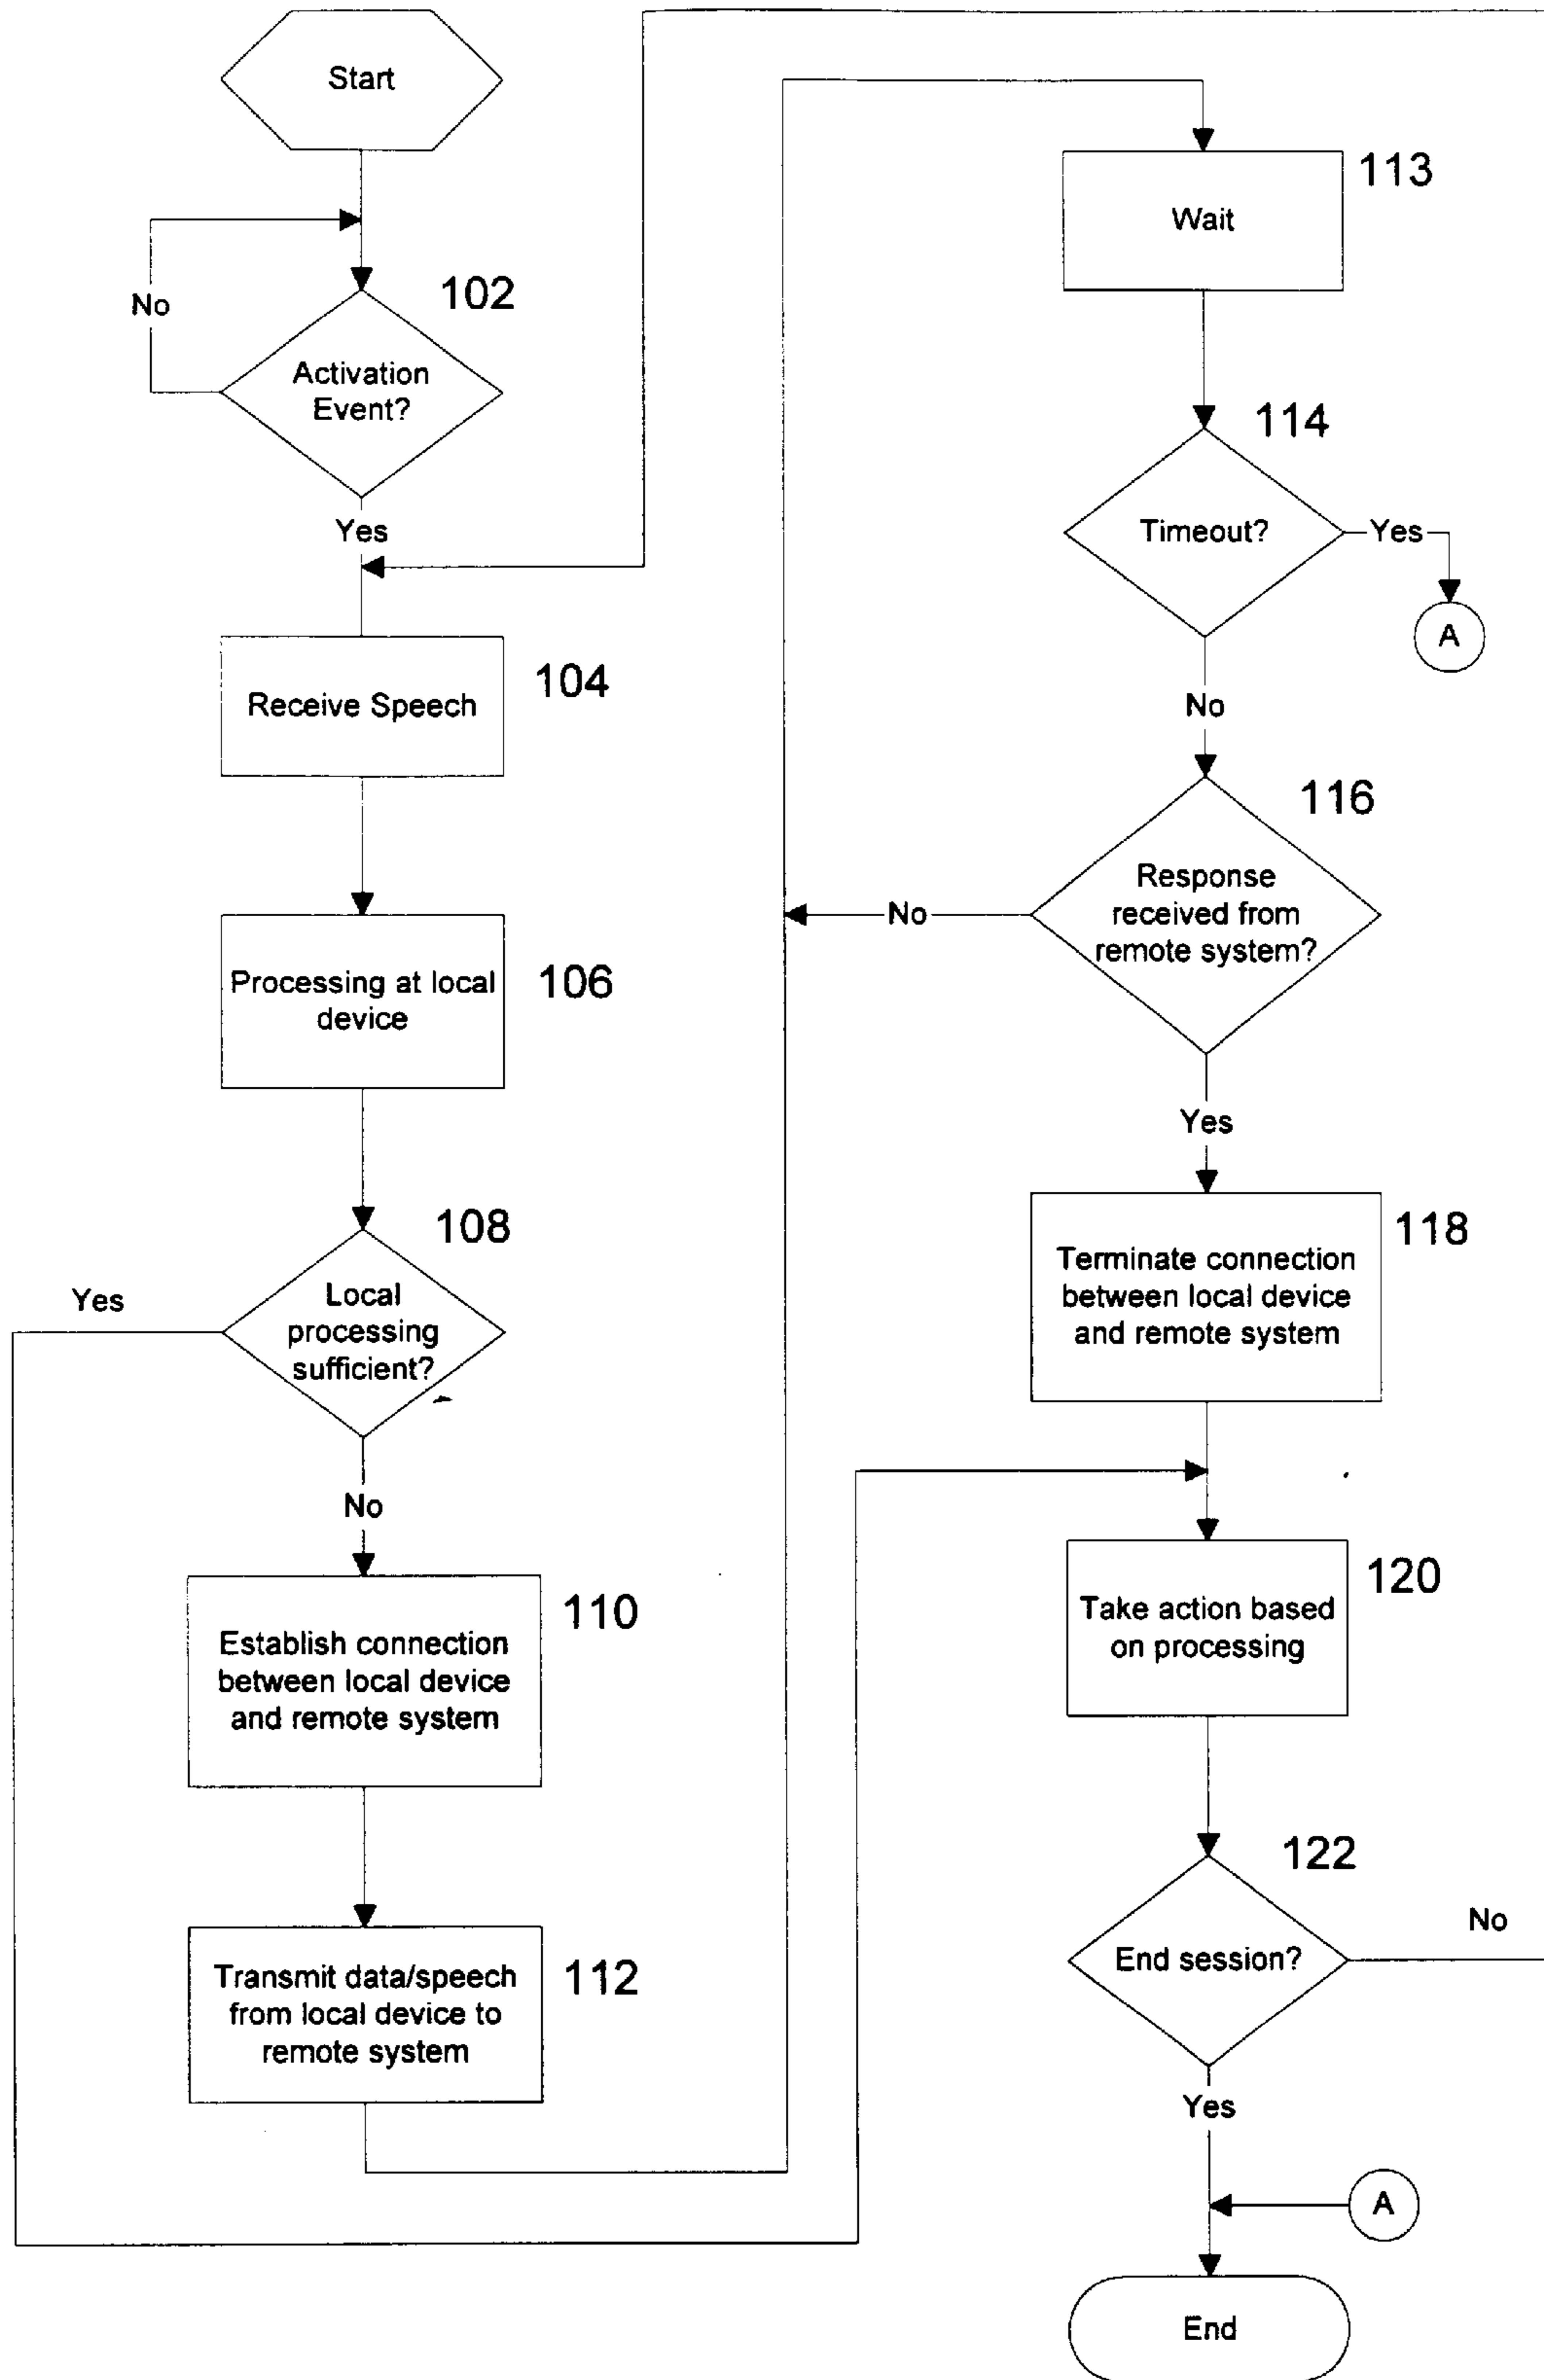 Start
No
102
Activation
Event?
Yes
Receive Speech
104
Processing at local
device
106
108
Yes
Local
processing
sufficient?
No
Establish connection
between local device
and remote system
110
Transmit data/speech
from local device to
remote system
112
113
Wait
114
Timeout?
Yes
A
No
116
Response
received from
remote system?
No
Yes
118
Terminate connection
between local device
and remote system
120
Take action based
on processing
122
End session?
No
Yes
A
End